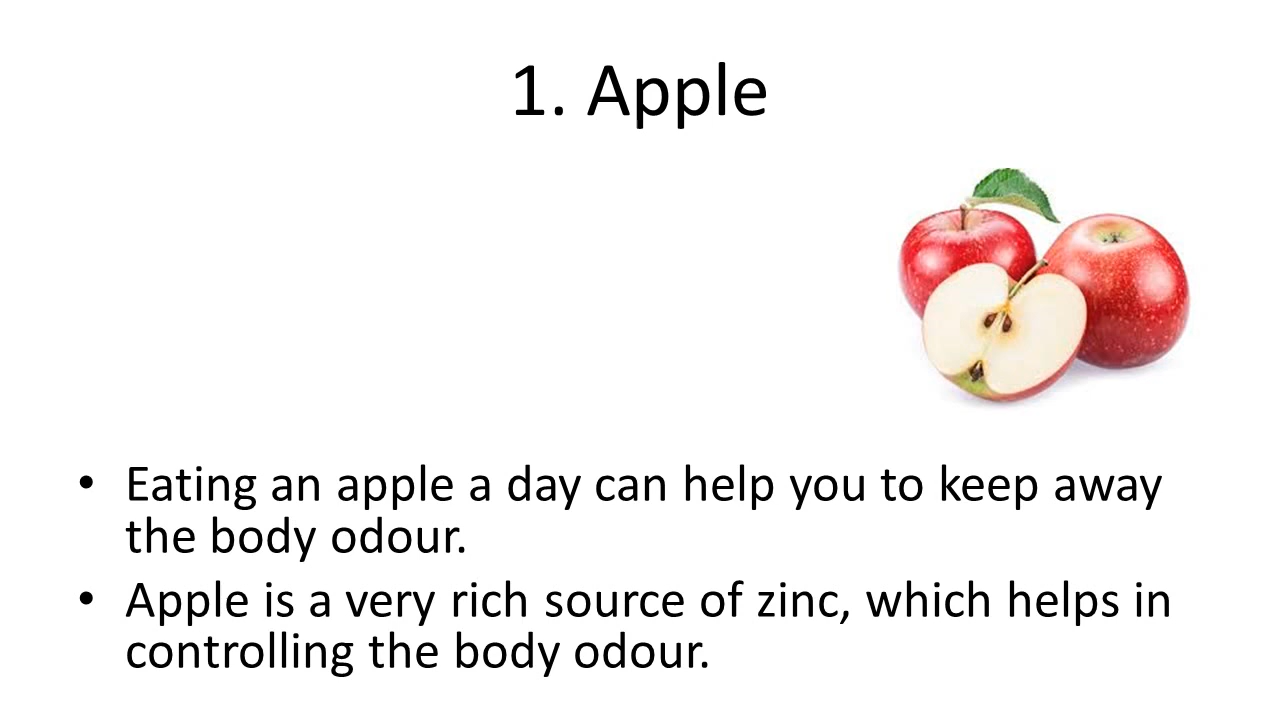 1. Apple
• Eating an apple a day can help you to keep away
the body odour.
• Apple is a very rich source of zinc, which helps in
controlling the body odour.